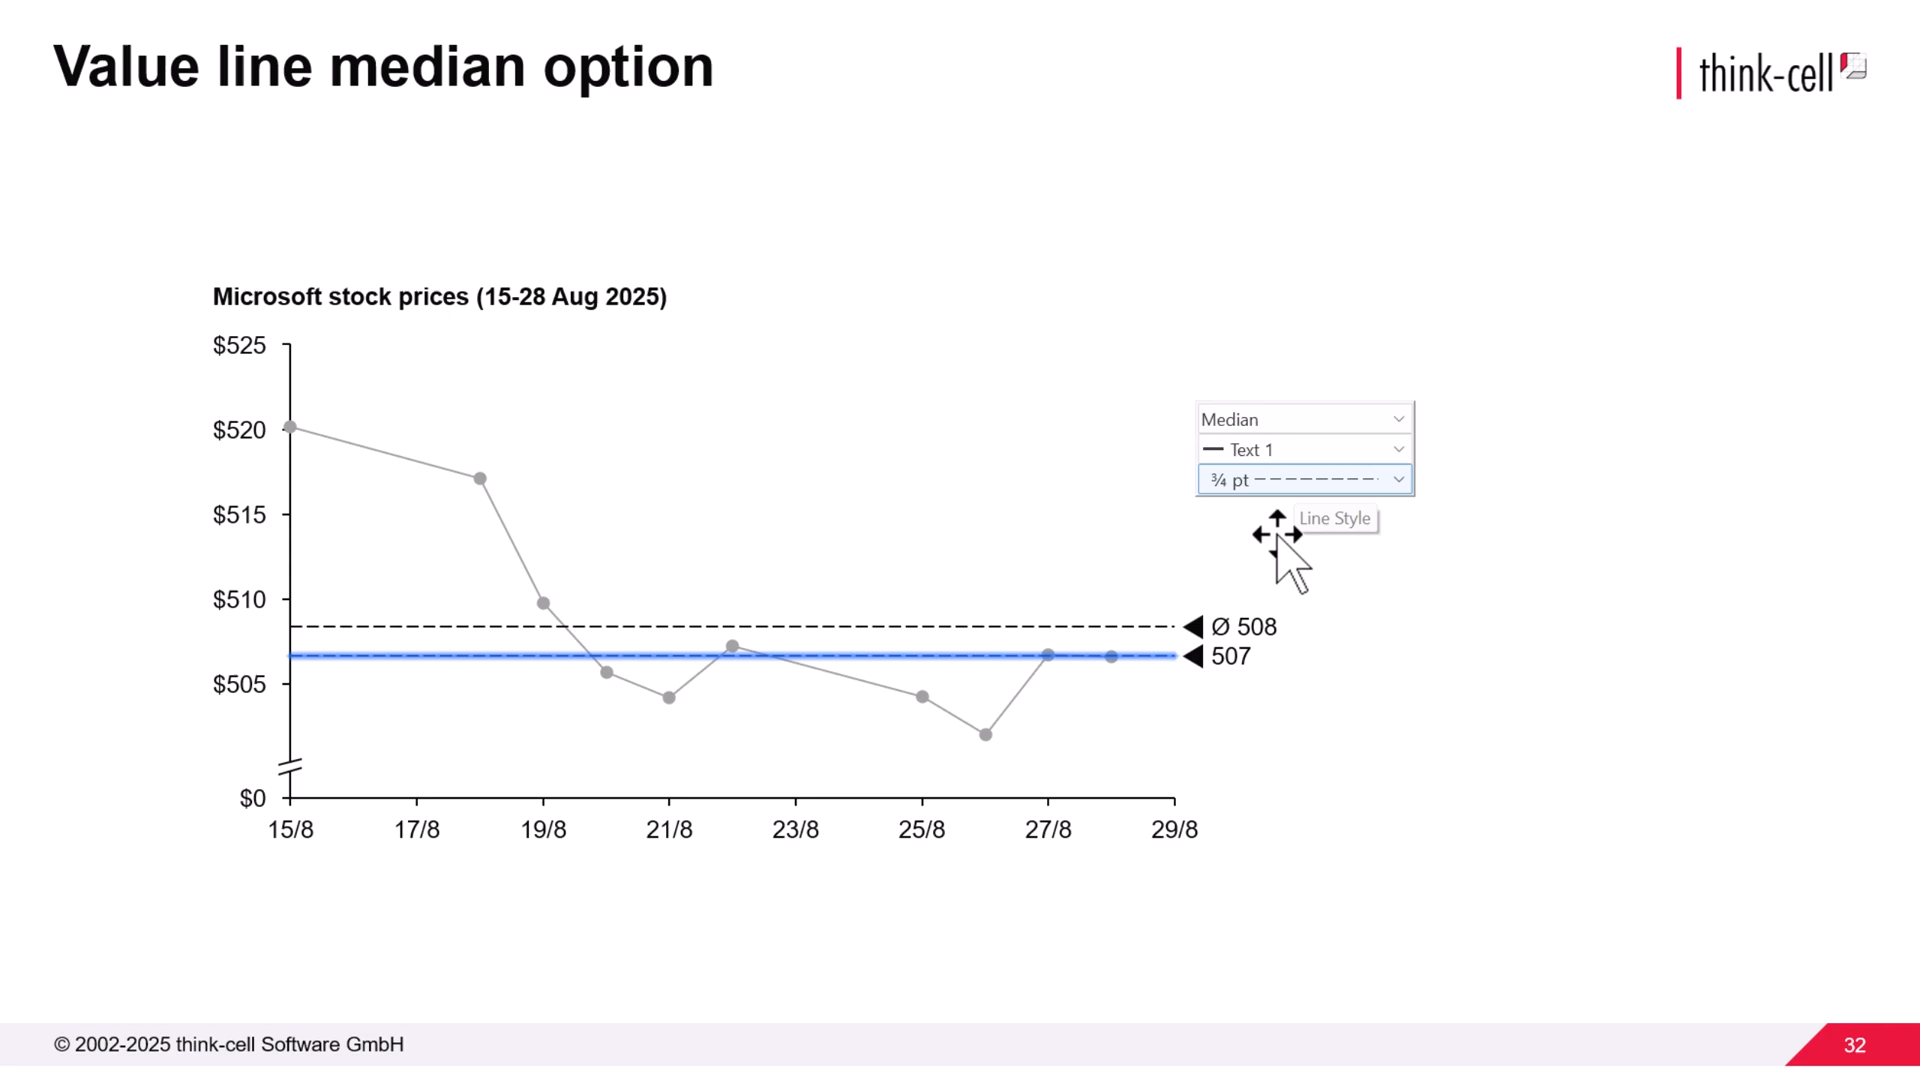 Value line median option
think-cell
Microsoft stock prices (15-28 Aug 2025)
$525
$520
$515
$510
$505
$0
15/8 17/8 19/8 21/8 23/8 25/8 27/8 29/8
Median
Text 1
¾ pt
Line Style
Ø 508
507
© 2002-2025 think-cell Software GmbH
32